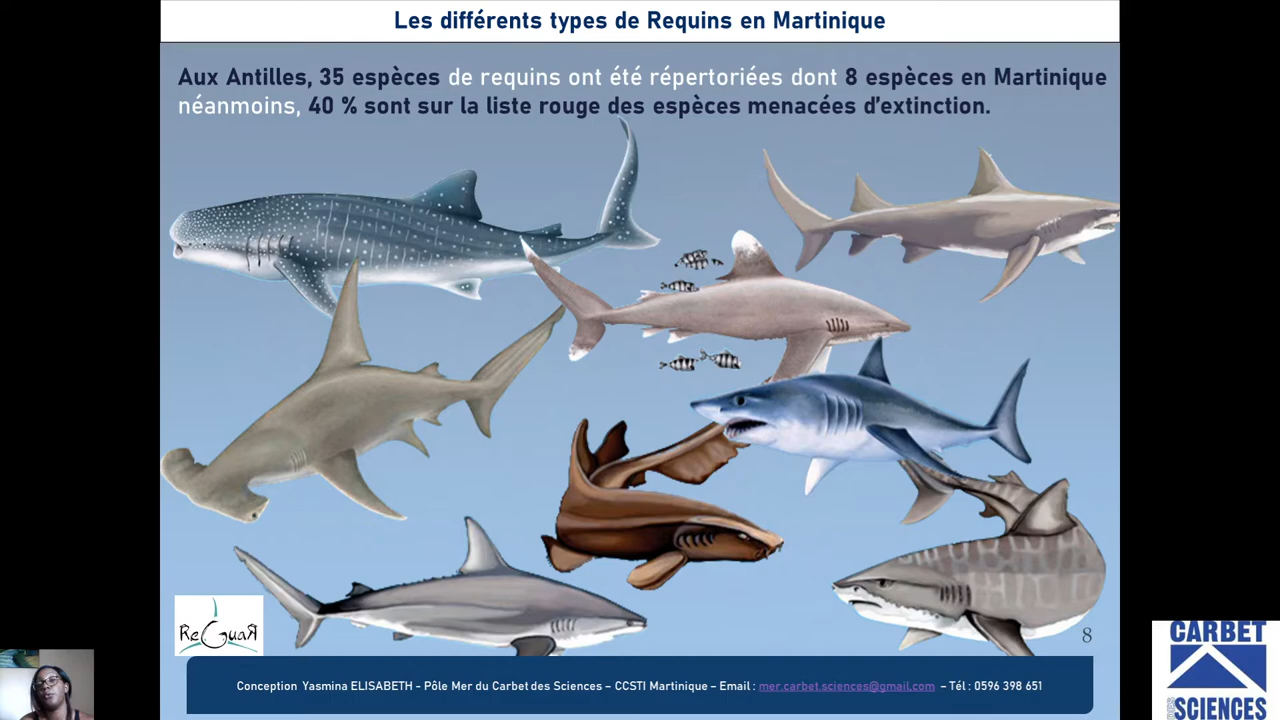 Les différents types de Requins en Martinique
Aux Antilles, 35 espèces de requins ont été répertoriées dont 8 espèces en Martinique
néanmoins, 40 % sont sur la liste rouge des espèces menacées d'extinction.
ReGuaR
8
Conception Yasmina ELISABETH - Pôle Mer du Carbet des Sciences – CCSTI Martinique – Email : mer.carbet.sciences@gmail.com – Tél : 0596 398 651
CARBET
DES SCIENCES